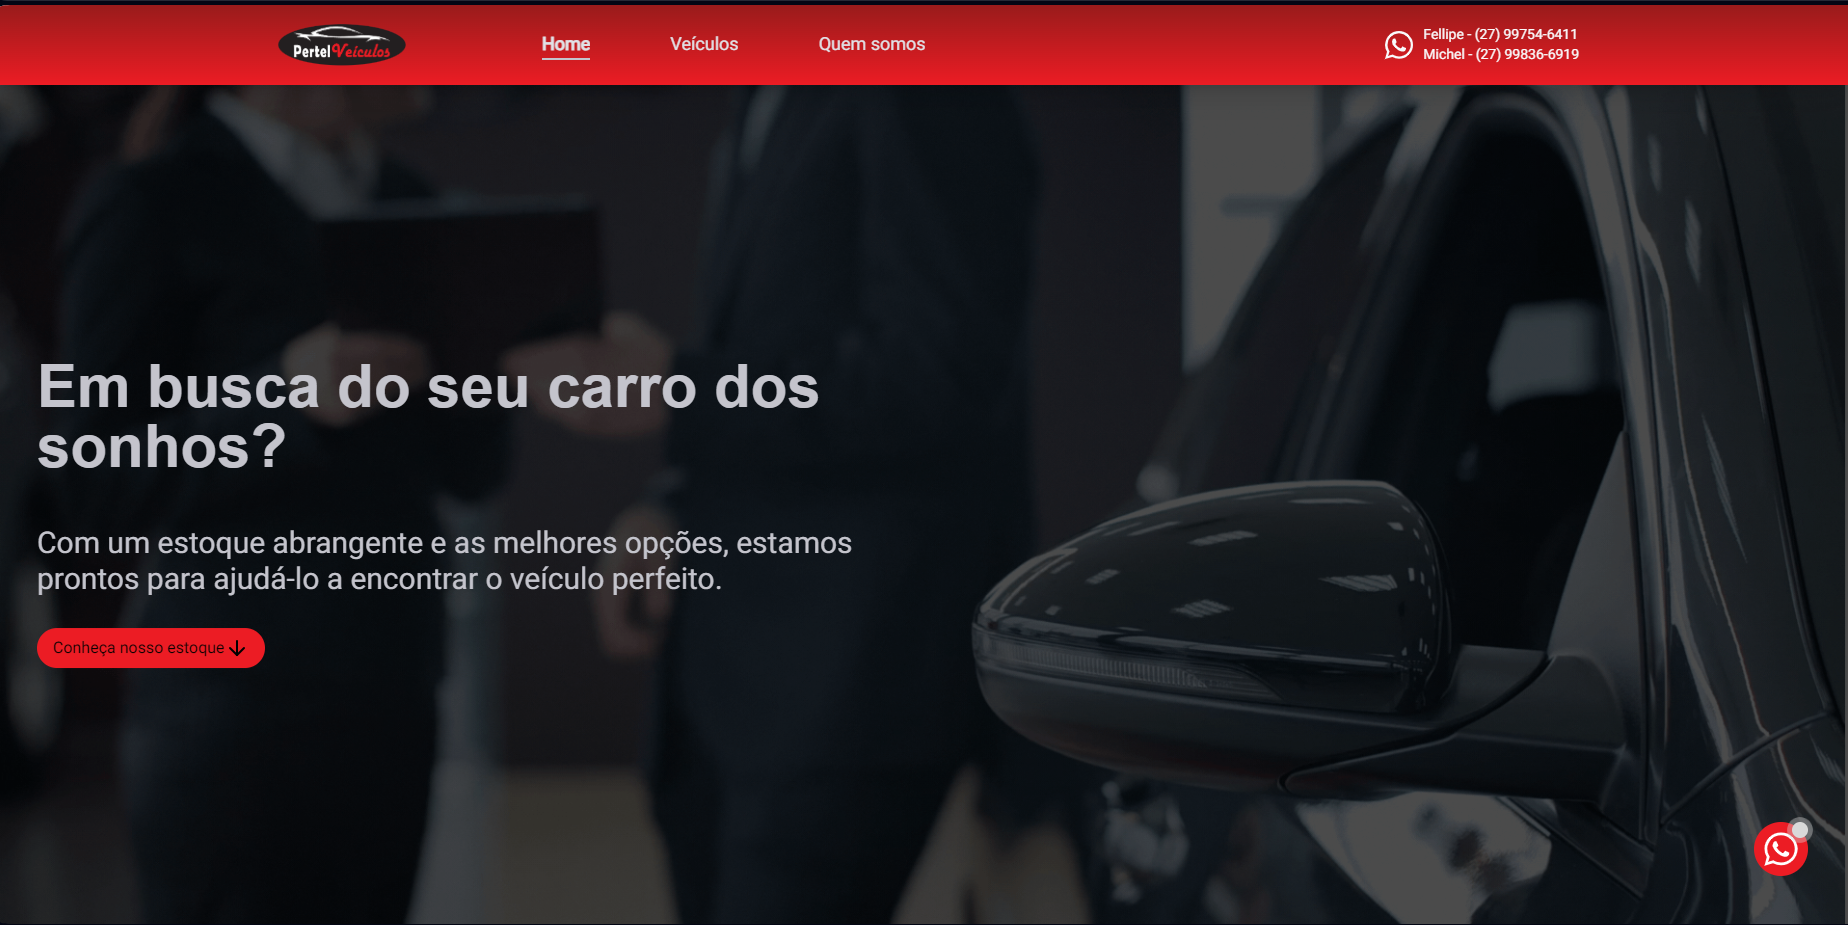 Pertel Veículos
Home
Veículos
Quem somos
Fellipe - (27) 99754-6411
Michel - (27) 99836-6919
Em busca do seu carro dos
sonhos?
Com um estoque abrangente e as melhores opções, estamos
prontos para ajudá-lo a encontrar o veículo perfeito.
Conheça nosso estoque